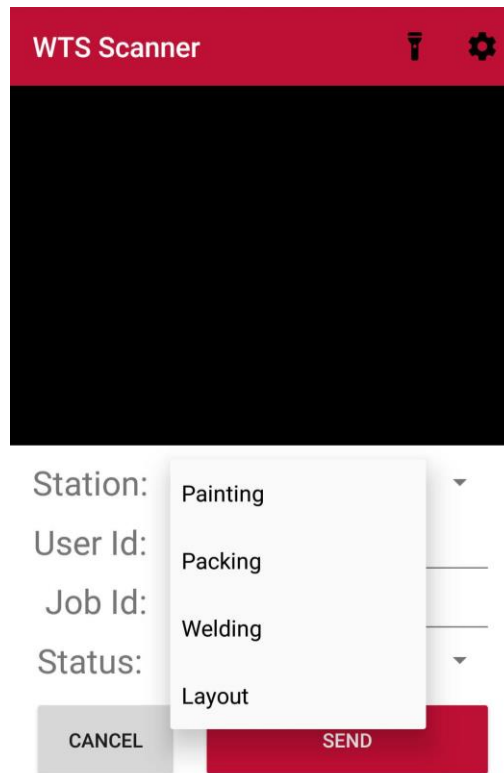 WTS Scanner
Station:
Painting
User Id:
Packing
Job Id:
Welding
Status:
Layout
CANCEL
SEND